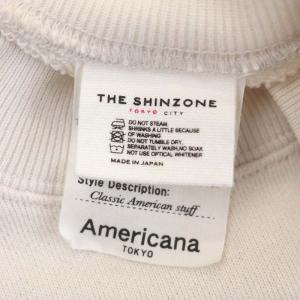 THE SHINZONE
TOKYO CITY
DO NOT STEAM.
SHRINKS A LITTLE BECAUSE
OF WASHING
DO NOT TUMBLE DRY.
SEPARATELY WASH,NO SOAK
NOT USE OPTICAL WHITENER
MADE IN JAPAN
Style Description:
Classic American stuff
Americana
TOKYO